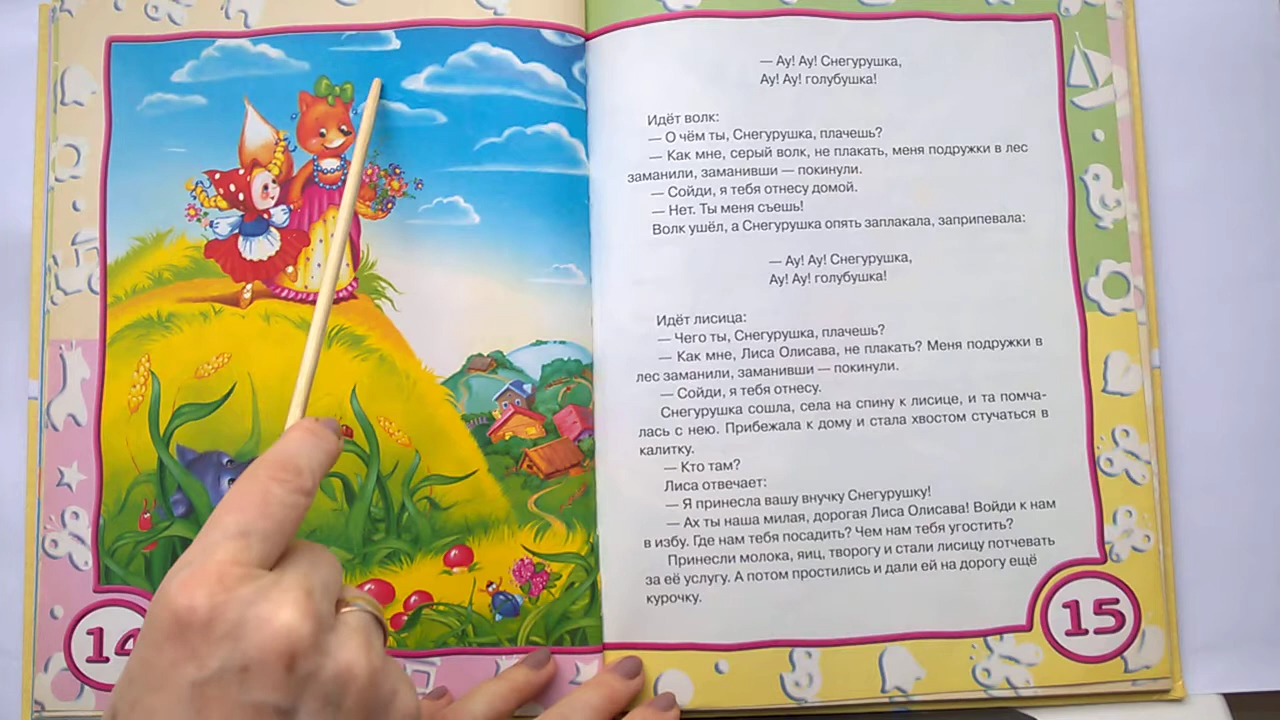 — Ау! Ау! Снегурушка,
Ау! Ау! голубушка!
Идёт волк:
— О чём ты, Снегурушка, плачешь?
— Как мне, серый волк, не плакать, меня подружки в лес
заманили, заманивши — покинули.
— Сойди, я тебя отнесу домой.
— Нет. Ты меня съешь!
Волк ушёл, а Снегурушка опять заплакала, заприпевала:
— Ау! Ау! Снегурушка,
Ау! Ау! голубушка!
Идёт лисица:
— Чего ты, Снегурушка, плачешь?
— Как мне, Лиса Олисава, не плакать? Меня подружки в
лес заманили, заманивши — покинули.
— Сойди, я тебя отнесу.
Снегурушка сошла, села на спину к лисице, и та помча-
лась с нею. Прибежала к дому и стала хвостом стучаться в
калитку.
— Кто там?
Лиса отвечает:
— Я принесла вашу внучку Снегурушку!
— Ах ты наша милая, дорогая Лиса Олисава! Войди к нам
в избу. Где нам тебя посадить? Чем нам тебя угостить?
Принесли молока, яиц, творогу и стали лисицу потчевать
за её услугу. А потом простились и дали ей на дорогу ещё
курочку.
14
15